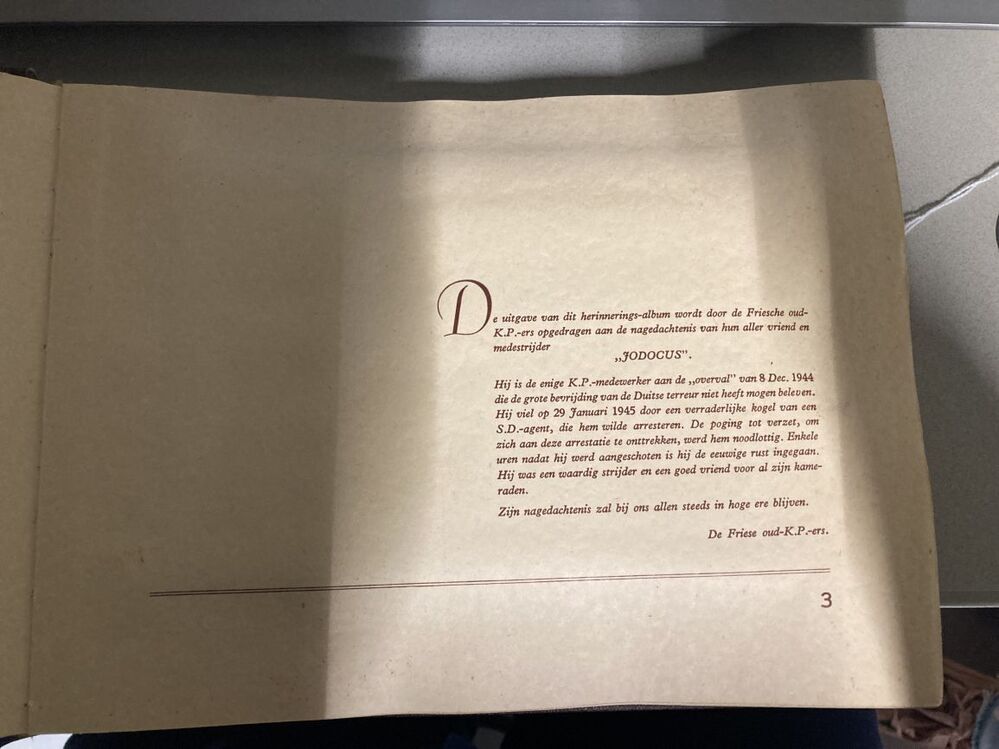 De uitgave van dit herinnerings-album wordt door de Friesche oud-
K.P.-ers opgedragen aan de nagedachtenis van hun aller vriend en
medestrijder
„JODOCUS”.
Hij is de enige K.P.-medewerker aan de „overval” van 8 Dec. 1944
die de grote bevrijding van de Duitse terreur niet heeft mogen beleven.
Hij viel op 29 Januari 1945 door een verraderlijke kogel van een
S.D.-agent, die hem wilde arresteren. De poging tot verzet, om
zich aan deze arrestatie te onttrekken, werd hem noodlottig. Enkele
uren nadat hij werd aangeschoten is hij de eeuwige rust ingegaan.
Hij was een waardig strijder en een goed vriend voor al zijn kame-
raden.
Zijn nagedachtenis zal bij ons allen steeds in hoge ere blijven.
De Friese oud-K.P.-ers.
3